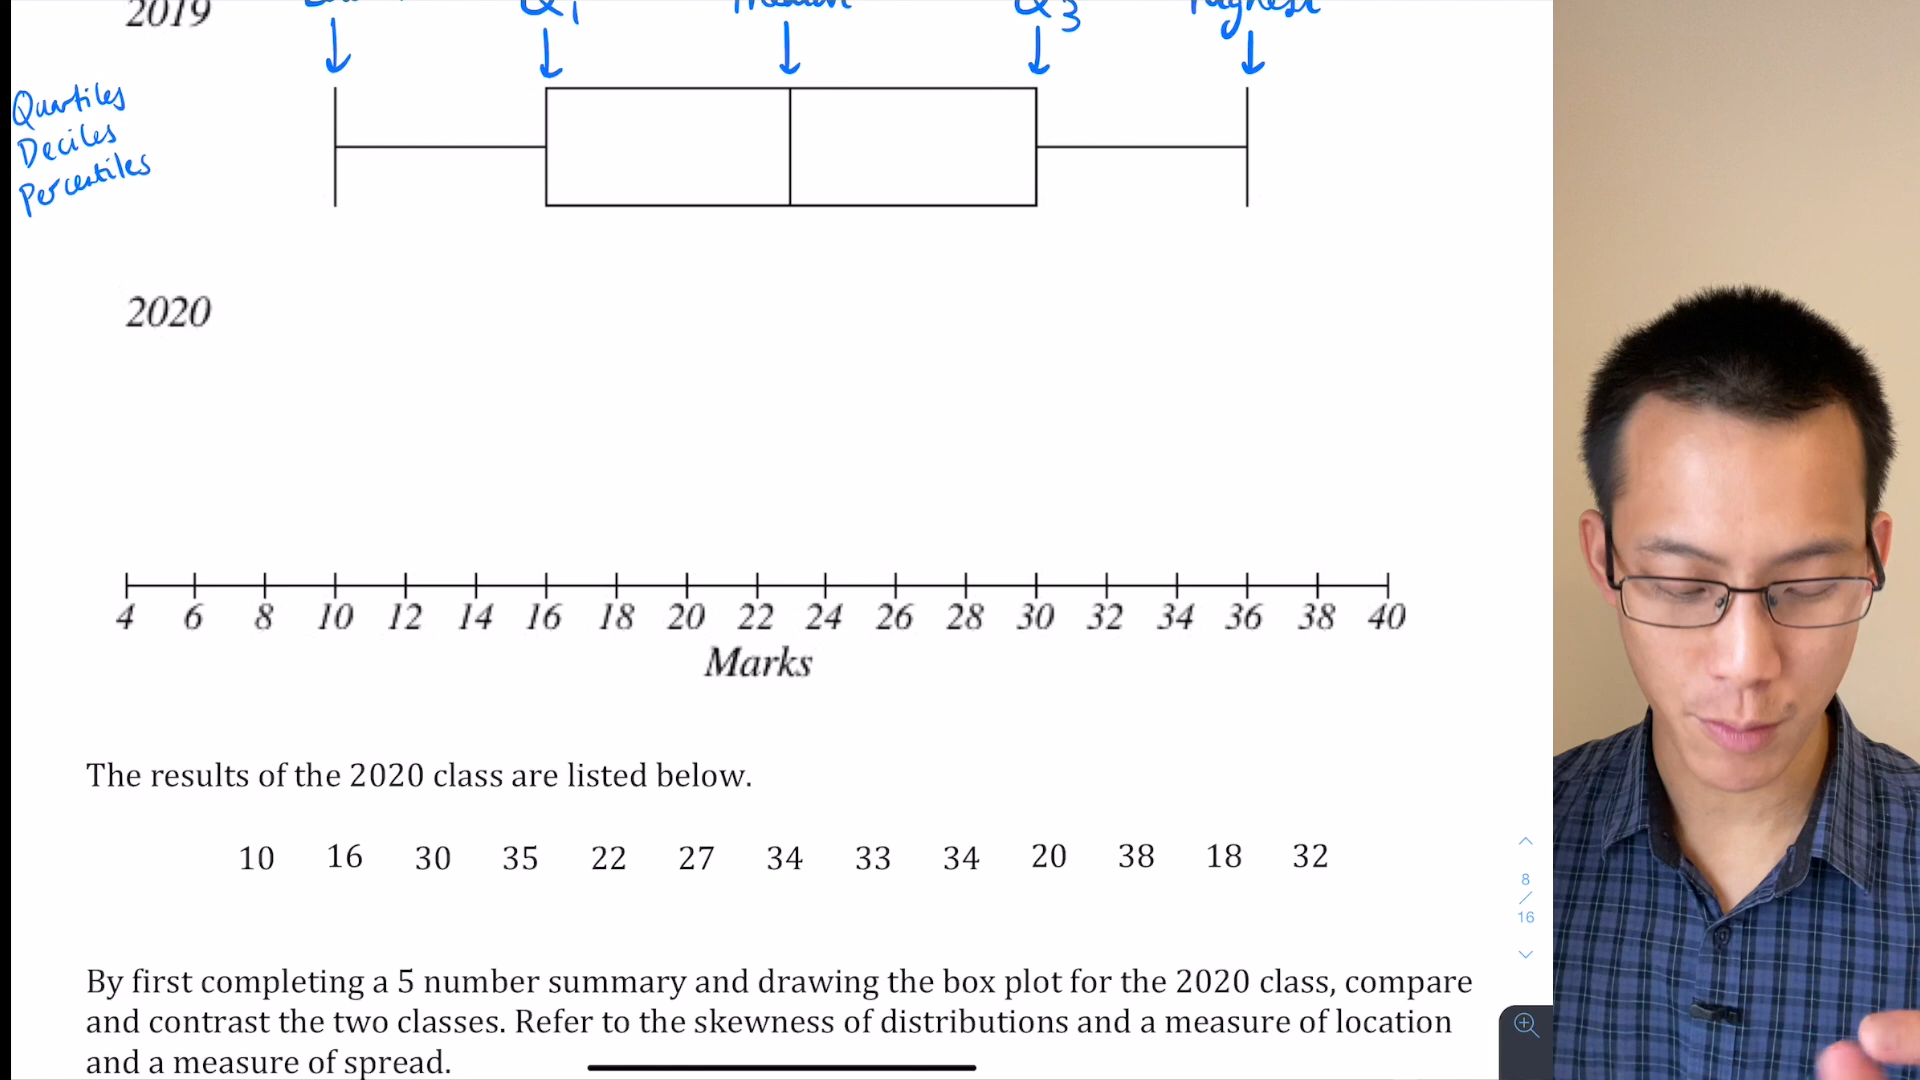 2019
Q1
Q3
Quartiles
Deciles
Percentiles
2020
4 6 8 10 12 14 16 18 20 22 24 26 28 30 32 34 36 38 40
Marks
The results of the 2020 class are listed below.
10 16 30 35 22 27 34 33 34 20 38 18 32
8
/
16
By first completing a 5 number summary and drawing the box plot for the 2020 class, compare
and contrast the two classes. Refer to the skewness of distributions and a measure of location
and a measure of spread.